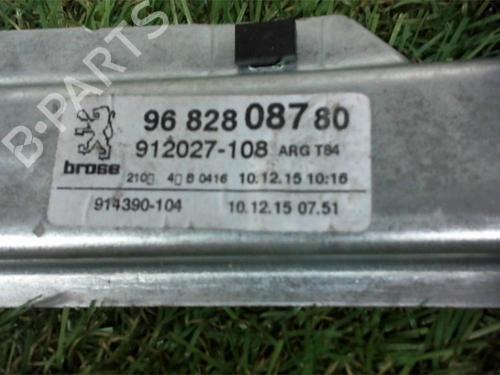 B-PARTS
96 828 087 80
912027-108 ARG T84
brose
210▯ 4▯ B 0416 10.12.15 10:16
914390-104 10.12.15 07.51